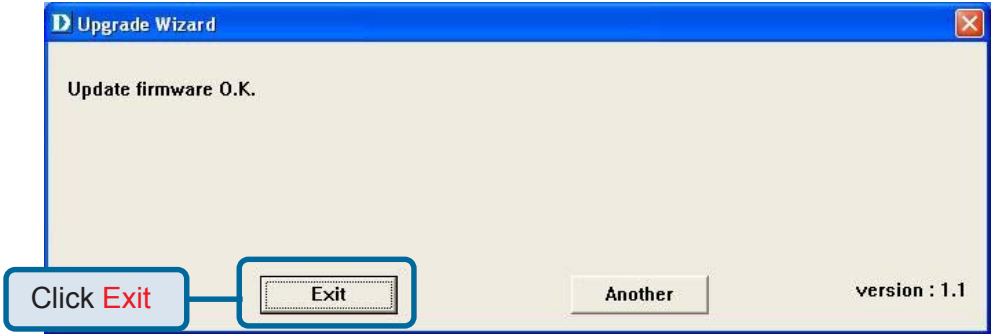 D Upgrade Wizard
Update firmware O.K.
Click Exit
Exit
Another
version : 1.1